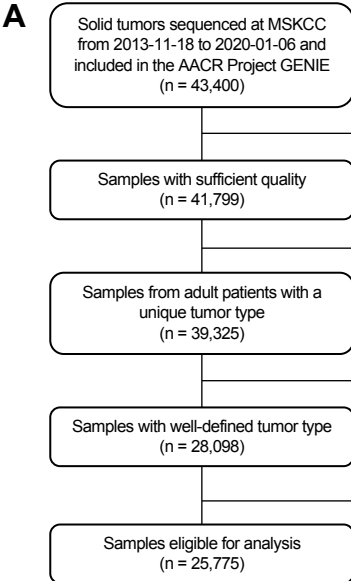 A
Solid tumors sequenced at MSKCC
from 2013-11-18 to 2020-01-06 and
included in the AACR Project GENIE
(n = 43,400)
Samples with sufficient quality
(n = 41,799)
Samples from adult patients with a
unique tumor type
(n = 39,325)
Samples with well-defined tumor type
(n = 28,098)
Samples eligible for analysis
(n = 25,775)